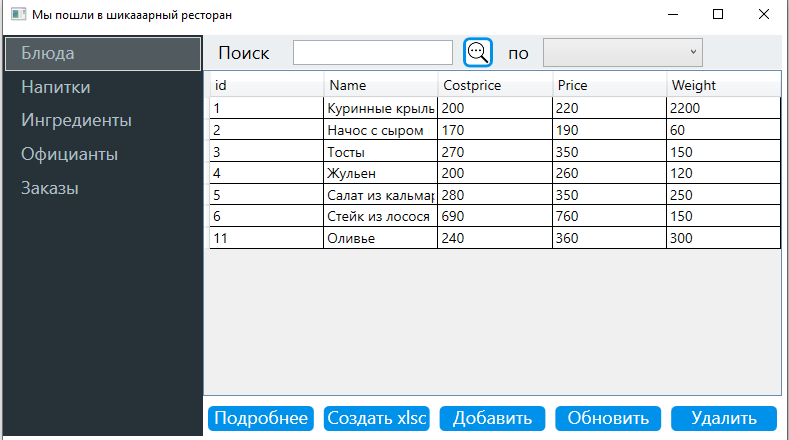 Мы пошли в шикааарный ресторан
Блюда
Напитки
Ингредиенты
Официанты
Заказы
Поиск по
id Name Costprice Price Weight
1 Куринные крыль 200 220 2200
2 Начос с сыром 170 190 60
3 Тосты 270 350 150
4 Жульен 200 260 120
5 Салат из кальмар 280 350 250
6 Стейк из лосося 690 760 150
11 Оливье 240 360 300
Подробнее Создать xlsc Добавить Обновить Удалить